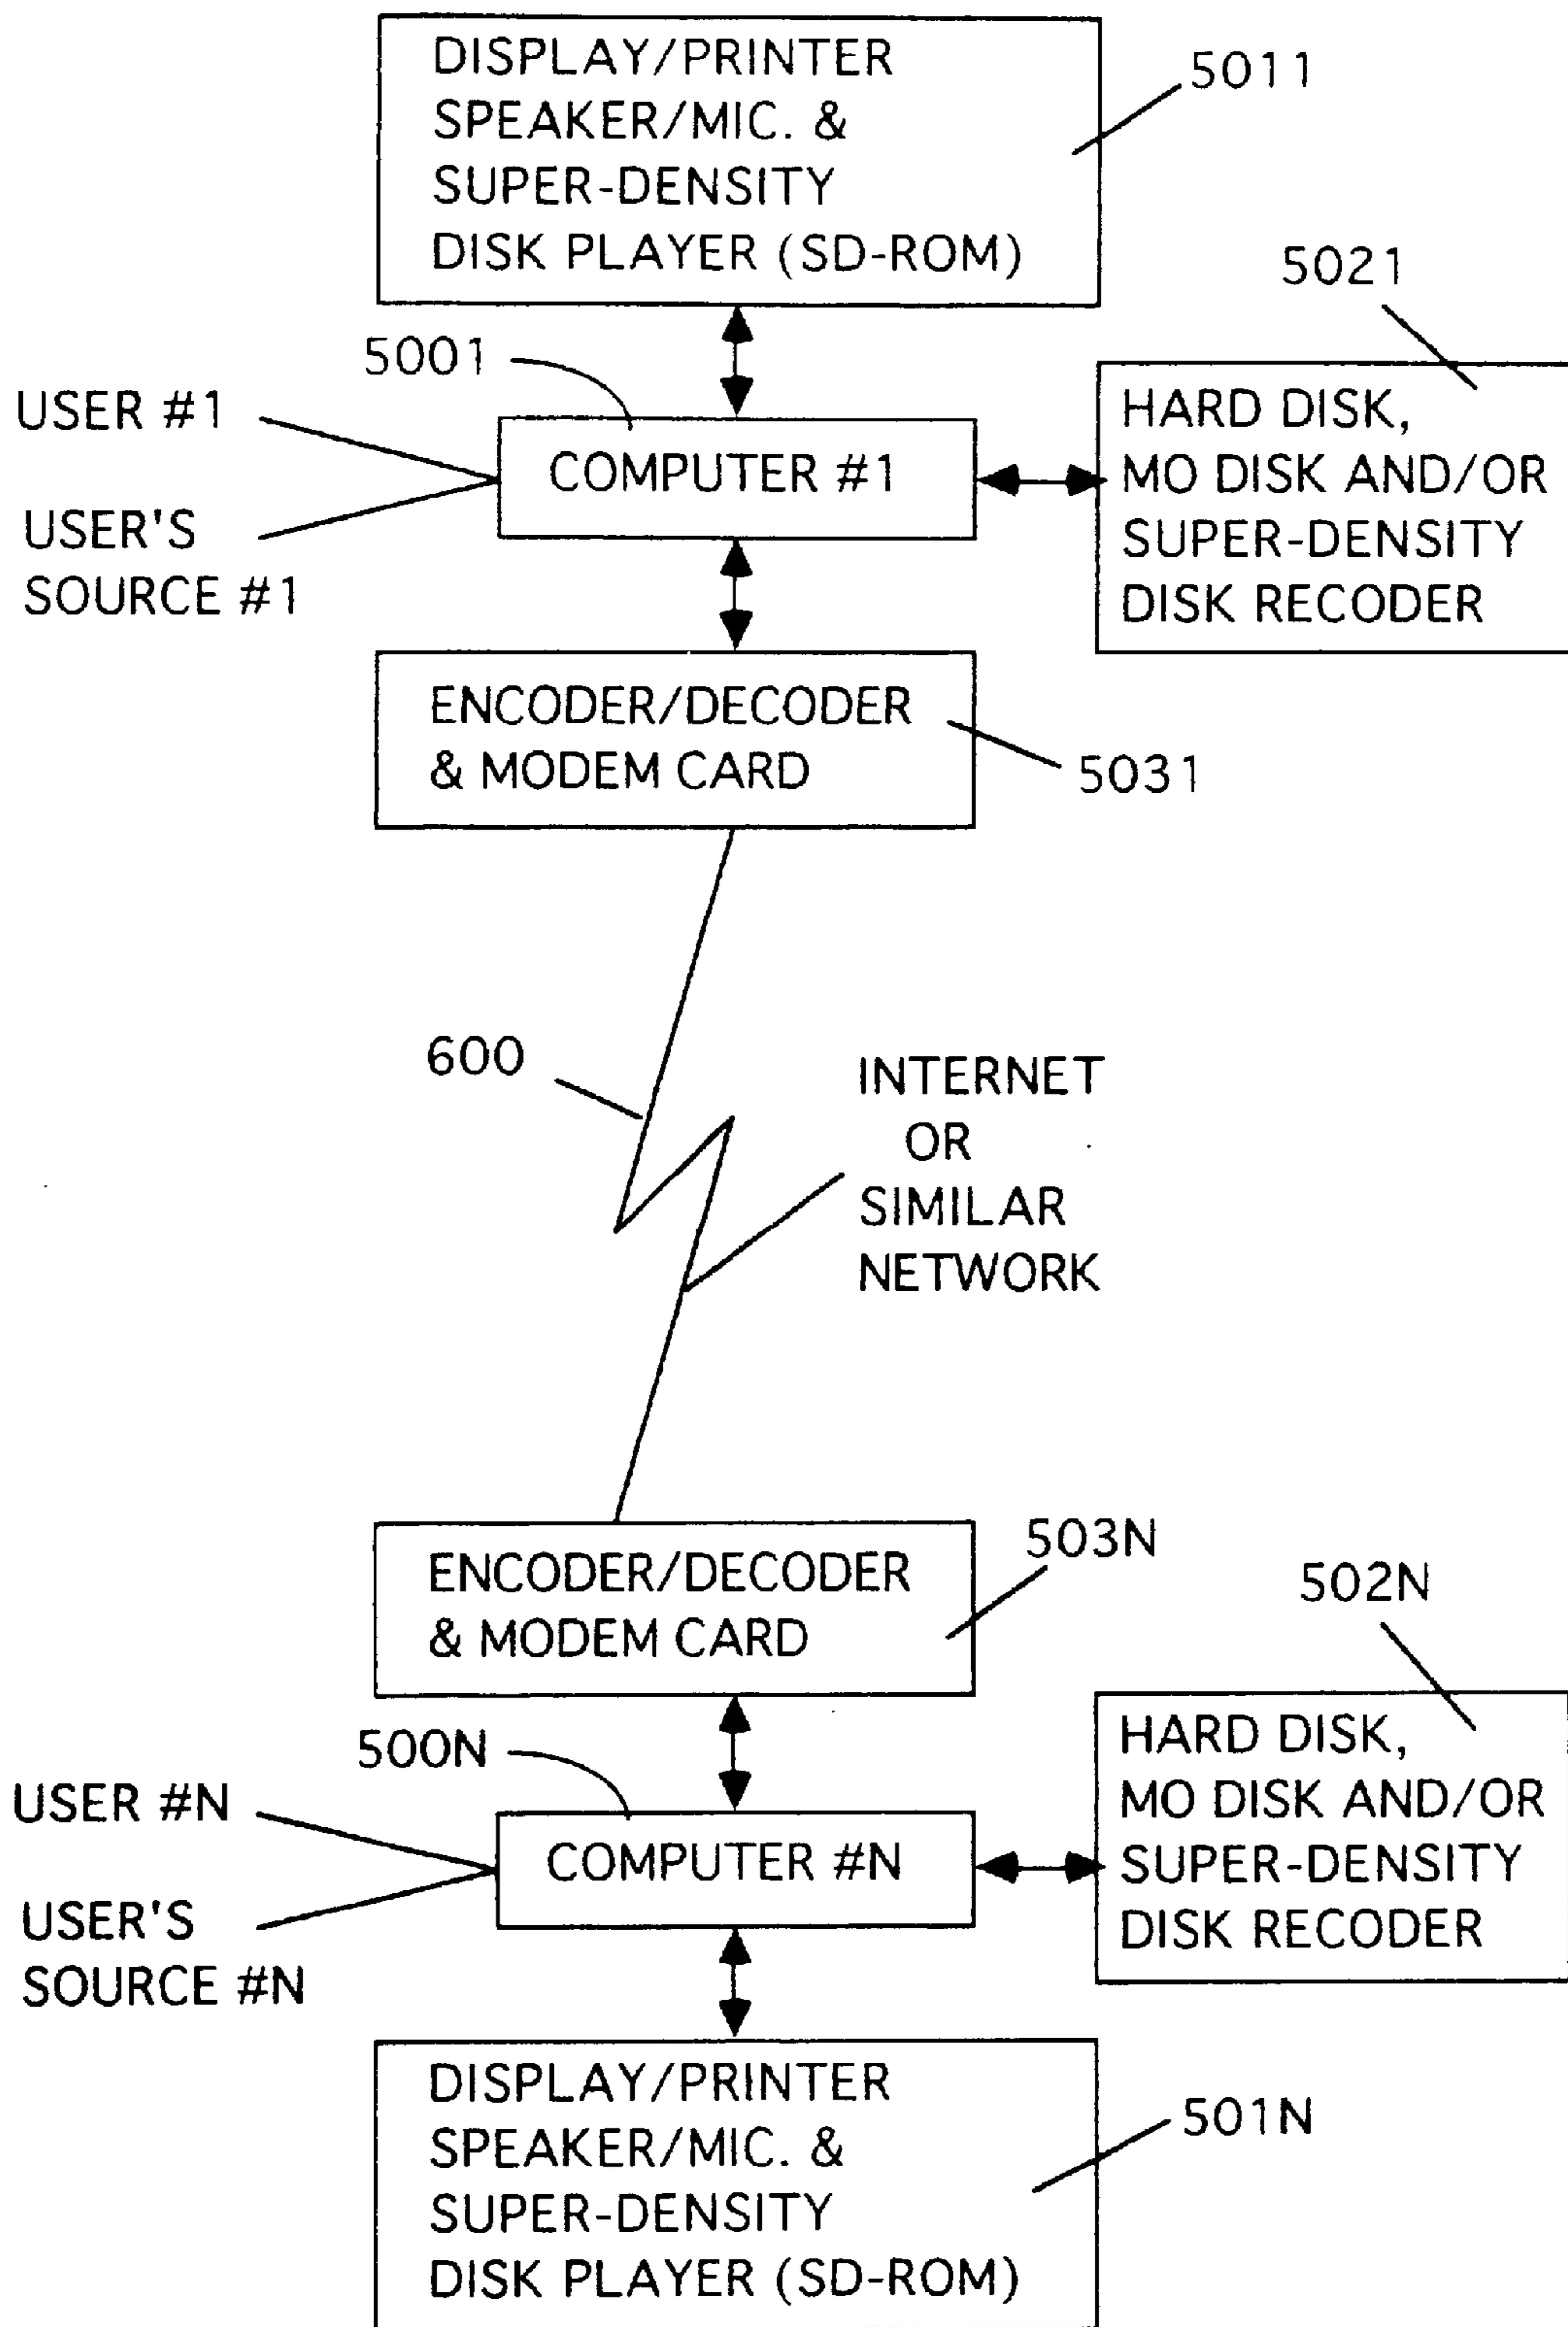 DISPLAY/PRINTER
SPEAKER/MIC. &
SUPER-DENSITY
DISK PLAYER (SD-ROM)
5011
5021
5001
USER #1
COMPUTER #1
USER'S
SOURCE #1
HARD DISK,
MO DISK AND/OR
SUPER-DENSITY
DISK RECODER
ENCODER/DECODER
& MODEM CARD
5031
600
INTERNET
OR
SIMILAR
NETWORK
ENCODER/DECODER
& MODEM CARD
503N
502N
500N
USER #N
COMPUTER #N
USER'S
SOURCE #N
HARD DISK,
MO DISK AND/OR
SUPER-DENSITY
DISK RECODER
DISPLAY/PRINTER
SPEAKER/MIC. &
SUPER-DENSITY
DISK PLAYER (SD-ROM)
501N